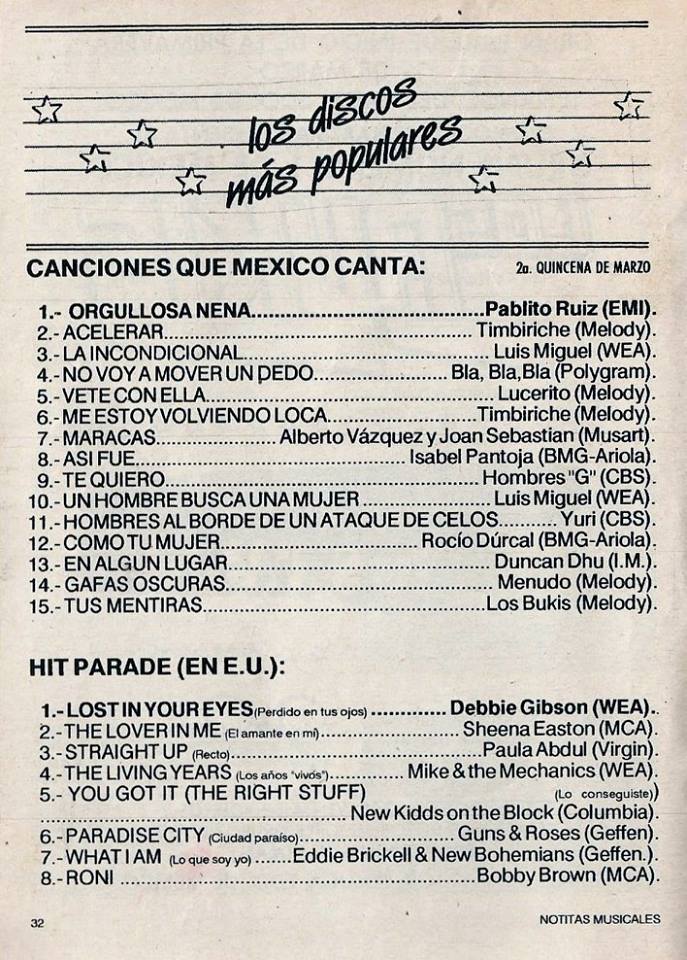 los discos
más populares
CANCIONES QUE MEXICO CANTA: 2a. QUINCENA DE MARZO
1.- ORGULLOSA NENA..........................................Pablito Ruiz (EMI).
2.- ACELERAR....................................................Timbiriche (Melody).
3.- LA INCONDICIONAL.......................................... Luis Miguel (WEA).
4.- NO VOY A MOVER UN DEDO....................... Bla, Bla,Bla (Polygram).
5.- VETE CON ELLA................................................. Lucerito (Melody).
6.- ME ESTOY VOLVIENDO LOCA......................... Timbiriche (Melody).
7.- MARACAS.................... Alberto Vázquez y Joan Sebastian (Musart).
8.- ASI FUE............................................ Isabel Pantoja (BMG-Ariola).
9.- TE QUIERO..................................................... Hombres "G" (CBS).
10.- UN HOMBRE BUSCA UNA MUJER ...................... Luis Miguel (WEA).
11.- HOMBRES AL BORDE DE UN ATAQUE DE CELOS.......... Yuri (CBS).
12.- COMO TU MUJER.................................. Rocío Dúrcal (BMG-Ariola).
13.- EN ALGUN LUGAR............................................. Duncan Dhu (I.M.).
14.- GAFAS OSCURAS.............................................. Menudo (Melody).
15.- TUS MENTIRAS................................................Los Bukis (Melody).
HIT PARADE (EN E.U.):
1.- LOST IN YOUR EYES (Perdido en tus ojos) ............. Debbie Gibson (WEA)..
2.- THE LOVER IN ME (El amante en mí)......................... Sheena Easton (MCA).
3.- STRAIGHT UP (Recto)..........................................Paula Abdul (Virgin).
4.- THE LIVING YEARS (Los años "vivós")............. Mike & the Mechanics (WEA).
5.- YOU GOT IT (THE RIGHT STUFF) (Lo conseguiste))
...................................................... New Kidds on the Block (Columbia).
6.- PARADISE CITY (Ciudad paraíso)........................... Guns & Roses (Geffen).
7.- WHAT I AM (Lo que soy yo) ......Eddie Brickell & New Bohemians (Geffen.).
8.- RONI ...................................................... Bobby Brown (MCA).
32 NOTITAS MUSICALES